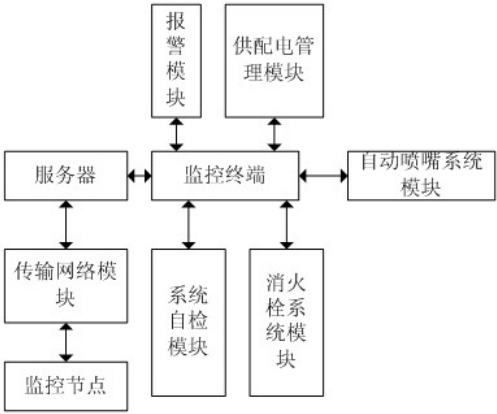 报
警
模
块
供配电管
理模块
服务器
监控终端
自动喷嘴系统
模块
传输网络模
块
系统
自检
模块
消火
栓系
统模
块
监控节点